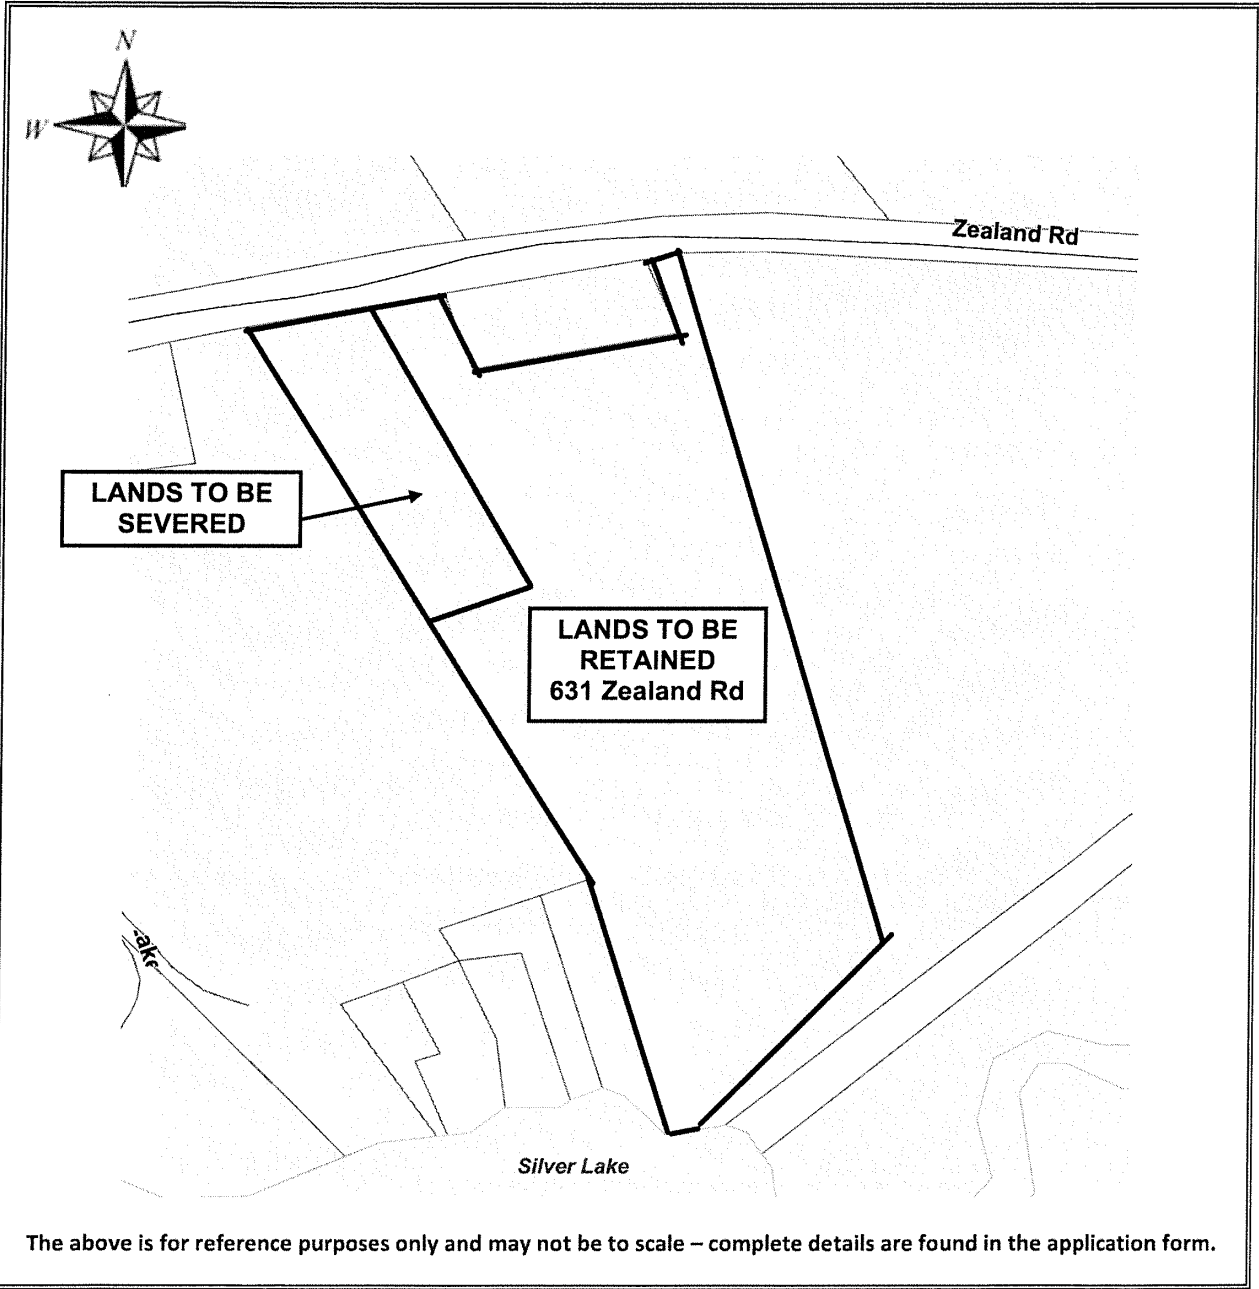 N
W
Zealand Rd
LANDS TO BE
SEVERED
LANDS TO BE
RETAINED
631 Zealand Rd
Silver Lake
The above is for reference purposes only and may not be to scale – complete details are found in the application form.